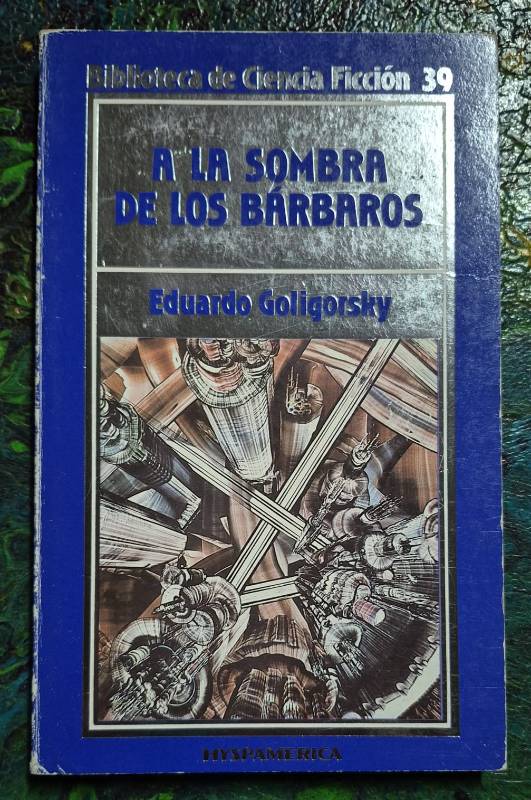 Biblioteca de Ciencia Ficción 39
A LA SOMBRA
DE LOS BÁRBAROS
Eduardo Goligorsky
HYSPAMERICA